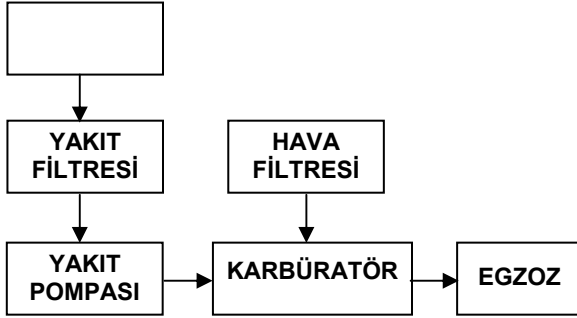 YAKIT
FİLTRESİ
HAVA
FİLTRESİ
YAKIT
POMPASI
KARBÜRATÖR
EGZOZ